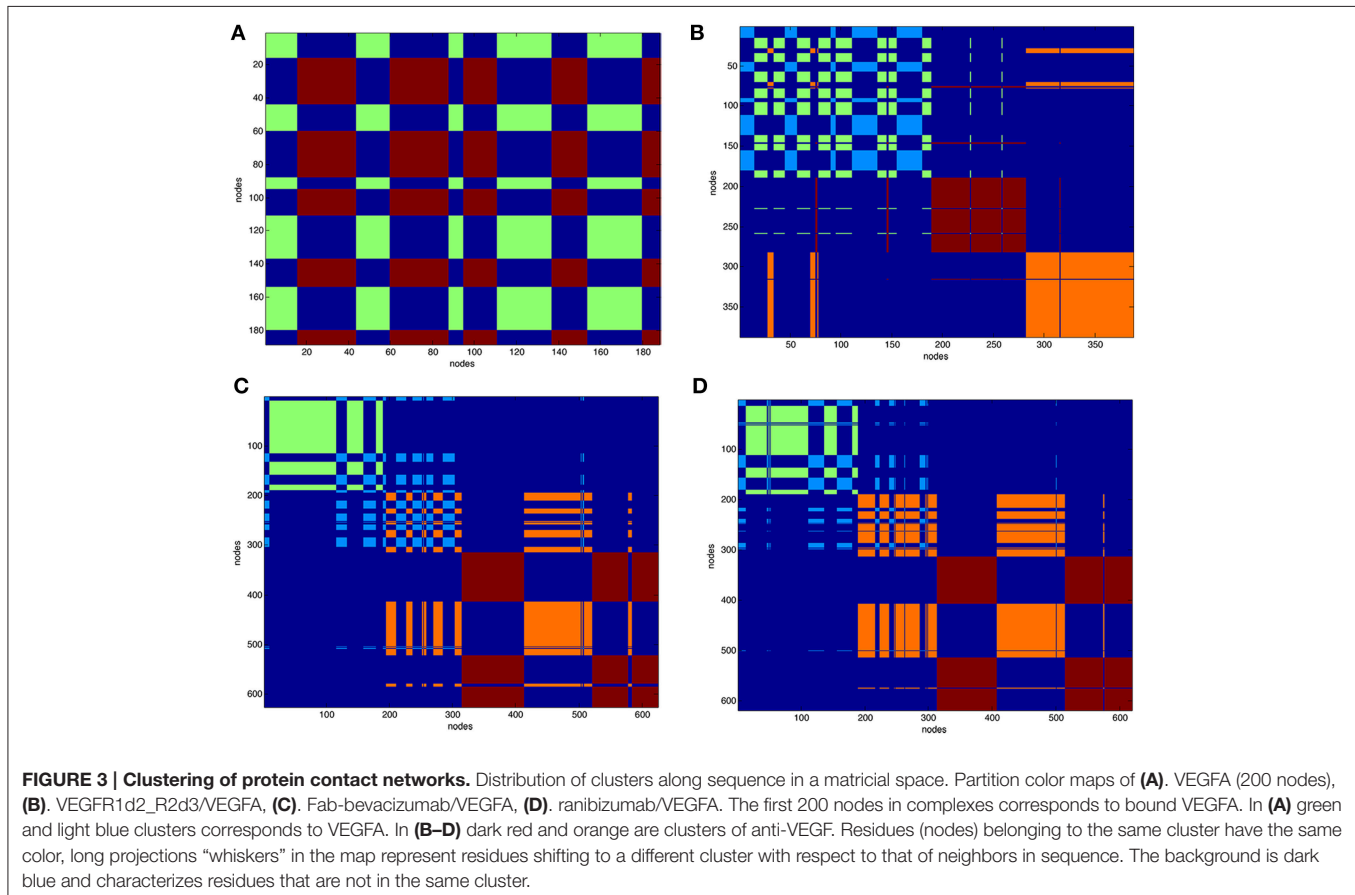 A
B
20
40
60
80
100
120
140
160
180
nodes
20 40 60 80 100 120 140 160 180
nodes
50
100
150
200
250
300
350
nodes
50 100 150 200 250 300 350
nodes
C
D
100
200
300
400
500
600
nodes
100 200 300 400 500 600
nodes
100
200
300
400
500
600
nodes
100 200 300 400 500 600
nodes
FIGURE 3 | Clustering of protein contact networks. Distribution of clusters along sequence in a matricial space. Partition color maps of (A). VEGFA (200 nodes),
(B). VEGFR1d2_R2d3/VEGFA, (C). Fab-bevacizumab/VEGFA, (D). ranibizumab/VEGFA. The first 200 nodes in complexes corresponds to bound VEGFA. In (A) green
and light blue clusters corresponds to VEGFA. In (B–D) dark red and orange are clusters of anti-VEGF. Residues (nodes) belonging to the same cluster have the same
color, long projections “whiskers” in the map represent residues shifting to a different cluster with respect to that of neighbors in sequence. The background is dark
blue and characterizes residues that are not in the same cluster.